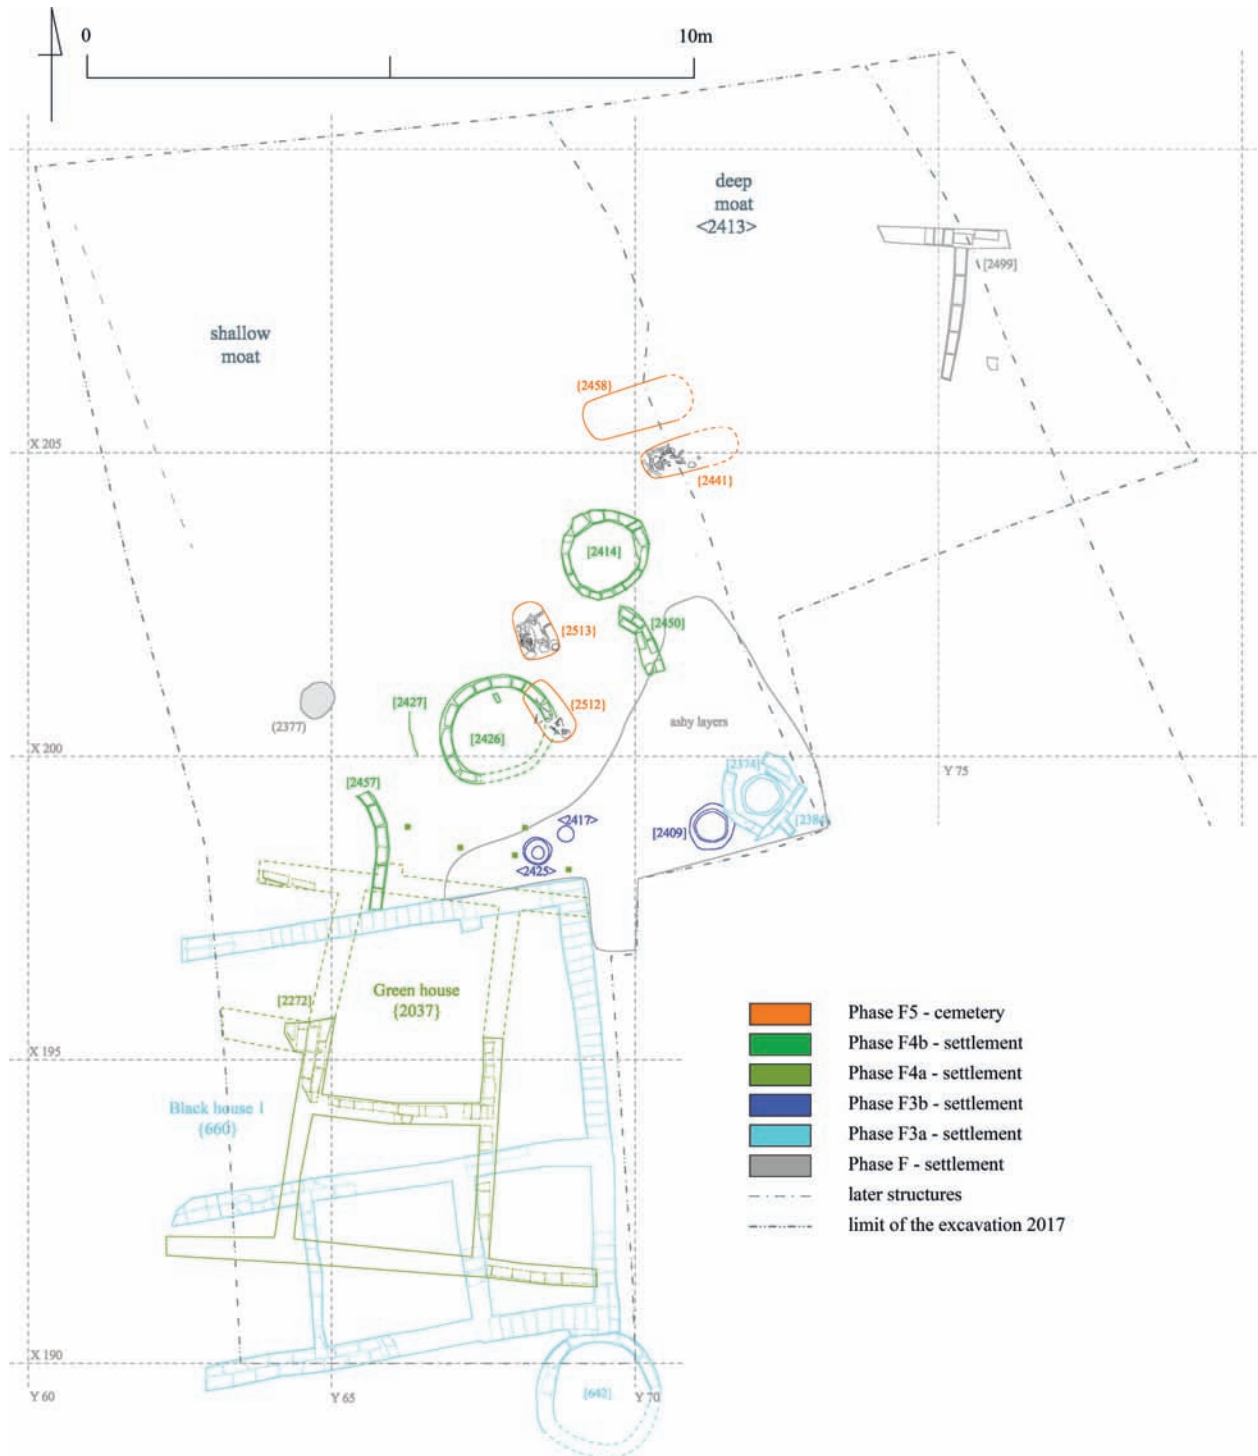 0
10m
deep
moat
<2413>
[2499]
shallow
moat
{2458}
X 205
{2441}
[2414]
{2513}
[2450]
[2427]
{2512}
(2377)
[2426]
ashy layers
X 200
[2374]
Y 75
[2457]
<2417>
[2409]
<2425>
Green house
{2037}
[2272]
X 195
Black house 1
{660}
X 190
Y 60
Y 65
Y 70
[642]
Phase F5 - cemetery
Phase F4b - settlement
Phase F4a - settlement
Phase F3b - settlement
Phase F3a - settlement
Phase F - settlement
later structures
limit of the excavation 2017